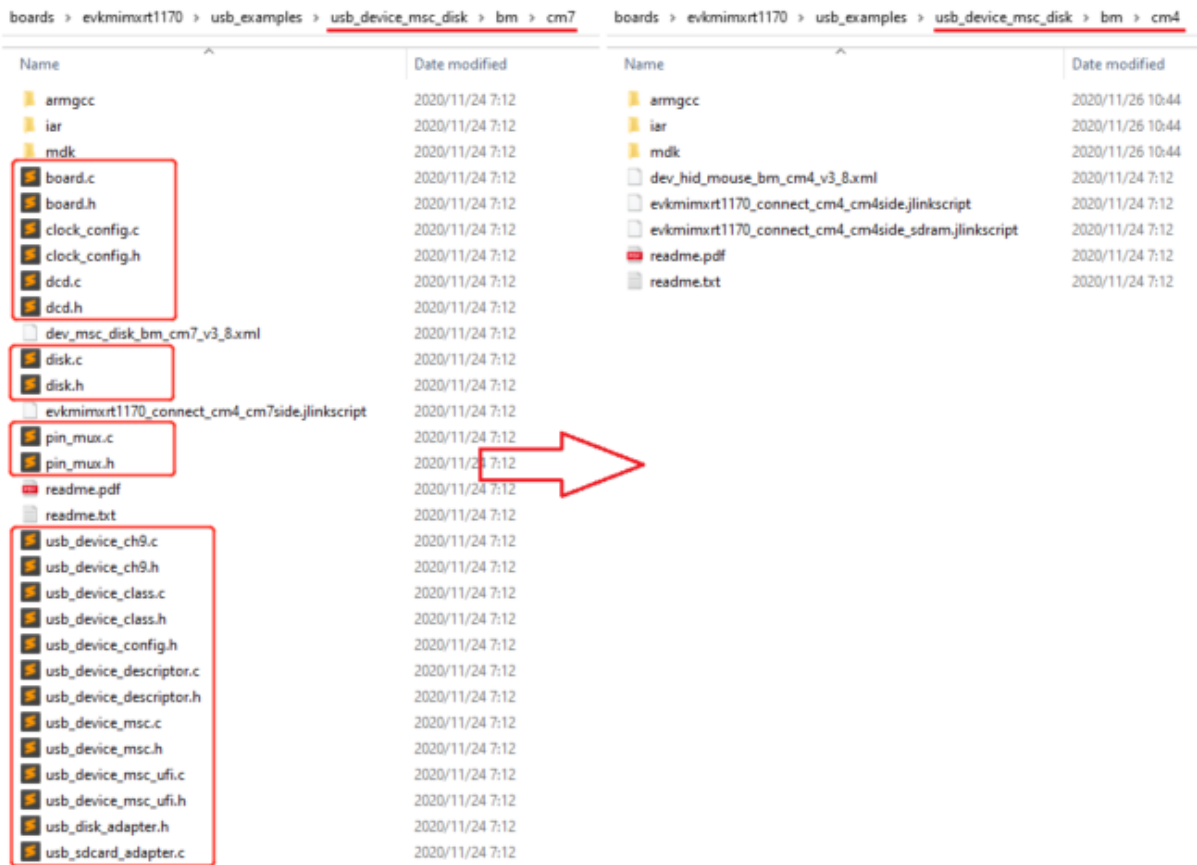 boards > evkmimxrt1170 > usb_examples > usb_device_msc_disk > bm > cm7
Name Date modified
armgcc 2020/11/24 7:12
iar 2020/11/24 7:12
mdk 2020/11/24 7:12
board.c 2020/11/24 7:12
board.h 2020/11/24 7:12
clock_config.c 2020/11/24 7:12
clock_config.h 2020/11/24 7:12
dcd.c 2020/11/24 7:12
dcd.h 2020/11/24 7:12
dev_msc_disk_bm_cm7_v3_8.xml 2020/11/24 7:12
disk.c 2020/11/24 7:12
disk.h 2020/11/24 7:12
evkmimxrt1170_connect_cm4_cm7side.jlinkscript 2020/11/24 7:12
pin_mux.c 2020/11/24 7:12
pin_mux.h 2020/11/24 7:12
readme.pdf 2020/11/24 7:12
readme.txt 2020/11/24 7:12
usb_device_ch9.c 2020/11/24 7:12
usb_device_ch9.h 2020/11/24 7:12
usb_device_class.c 2020/11/24 7:12
usb_device_class.h 2020/11/24 7:12
usb_device_config.h 2020/11/24 7:12
usb_device_descriptor.c 2020/11/24 7:12
usb_device_descriptor.h 2020/11/24 7:12
usb_device_msc.c 2020/11/24 7:12
usb_device_msc.h 2020/11/24 7:12
usb_device_msc_ufi.c 2020/11/24 7:12
usb_device_msc_ufi.h 2020/11/24 7:12
usb_disk_adapter.h 2020/11/24 7:12
usb_sdcard_adapter.c 2020/11/24 7:12
boards > evkmimxrt1170 > usb_examples > usb_device_msc_disk > bm > cm4
Name Date modified
armgcc 2020/11/26 10:44
iar 2020/11/26 10:44
mdk 2020/11/26 10:44
dev_hid_mouse_bm_cm4_v3_8.xml 2020/11/24 7:12
evkmimxrt1170_connect_cm4_cm4side.jlinkscript 2020/11/24 7:12
evkmimxrt1170_connect_cm4_cm4side_sdram.jlinkscript 2020/11/24 7:12
readme.pdf 2020/11/24 7:12
readme.txt 2020/11/24 7:12